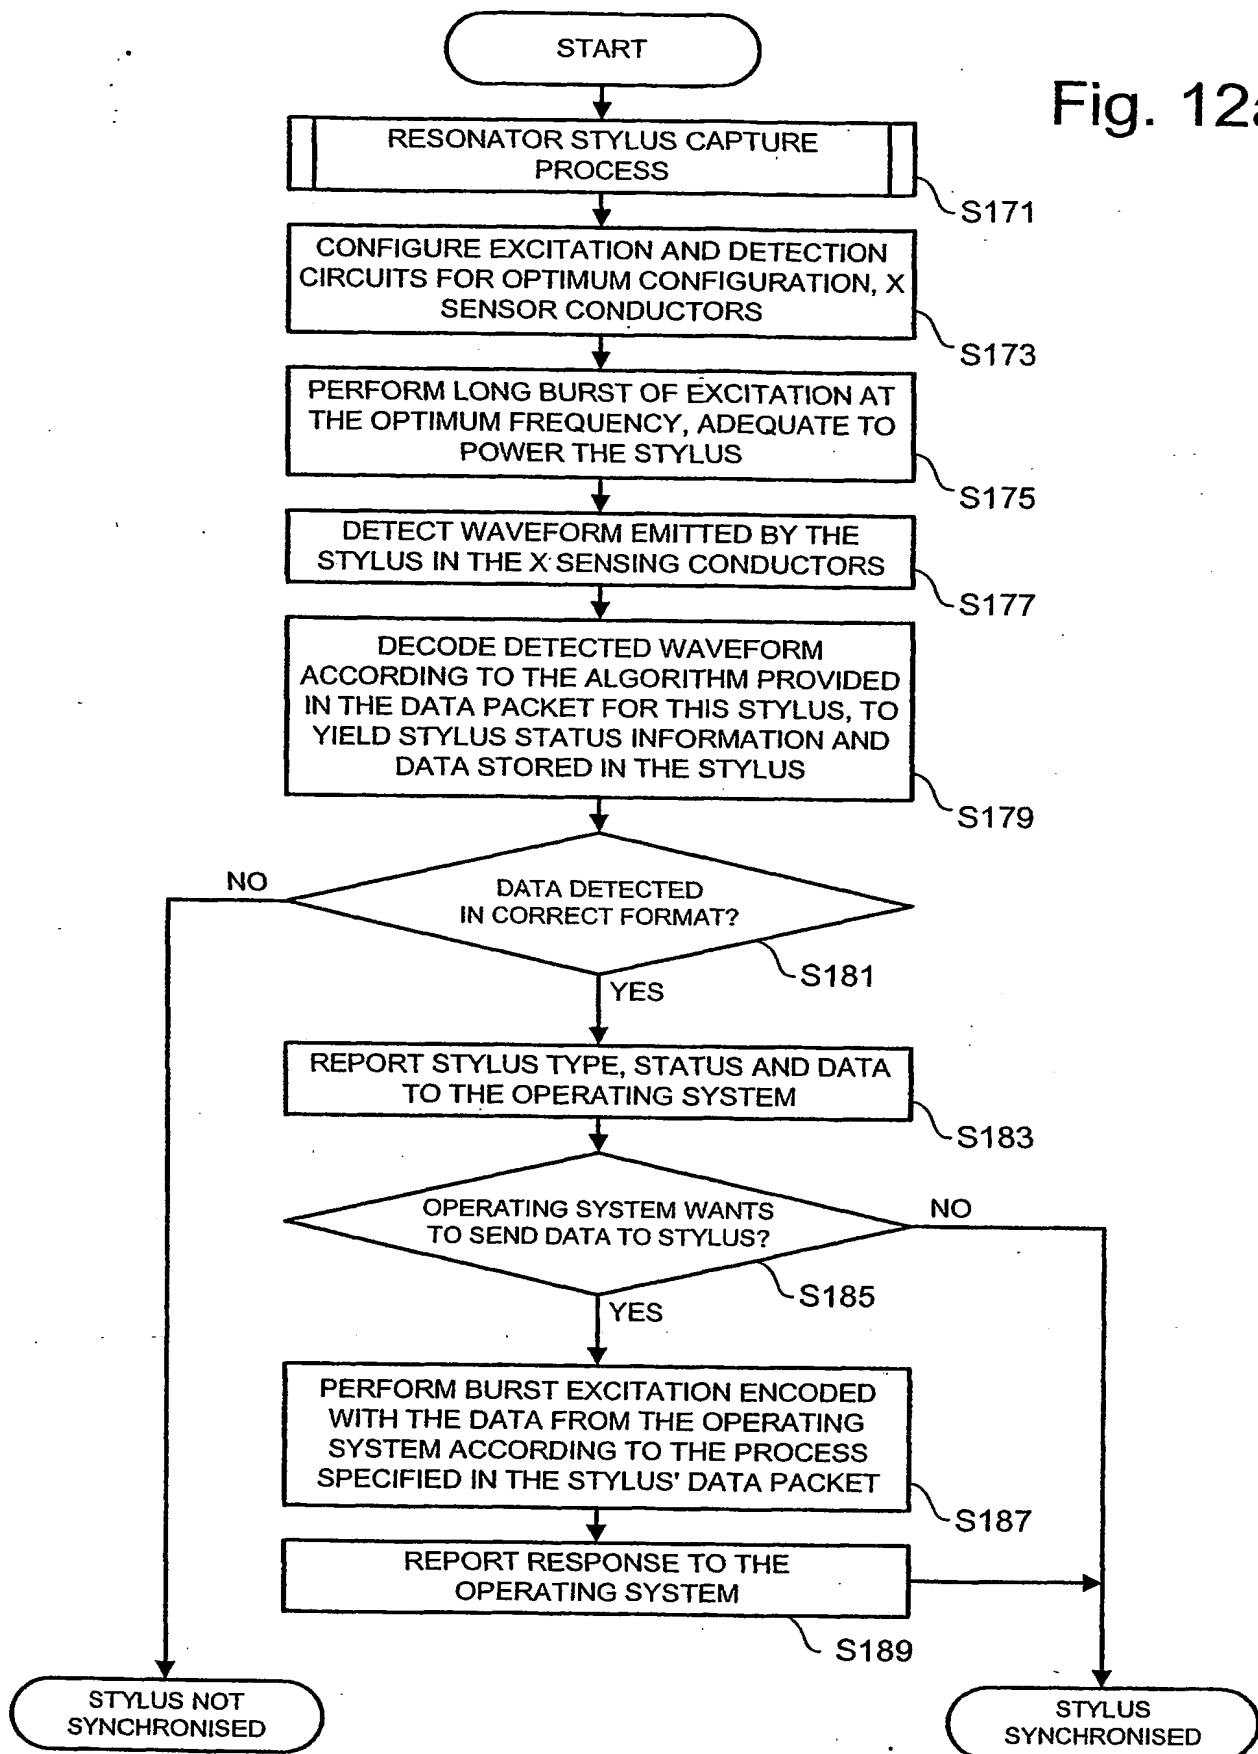 START
Fig. 12a
RESONATOR STYLUS CAPTURE
PROCESS
S171
CONFIGURE EXCITATION AND DETECTION
CIRCUITS FOR OPTIMUM CONFIGURATION, X
SENSOR CONDUCTORS
S173
PERFORM LONG BURST OF EXCITATION AT
THE OPTIMUM FREQUENCY, ADEQUATE TO
POWER THE STYLUS
S175
DETECT WAVEFORM EMITTED BY THE
STYLUS IN THE X SENSING CONDUCTORS
S177
DECODE DETECTED WAVEFORM
ACCORDING TO THE ALGORITHM PROVIDED
IN THE DATA PACKET FOR THIS STYLUS, TO
YIELD STYLUS STATUS INFORMATION AND
DATA STORED IN THE STYLUS
S179
NO
DATA DETECTED
IN CORRECT FORMAT?
S181
YES
REPORT STYLUS TYPE, STATUS AND DATA
TO THE OPERATING SYSTEM
S183
OPERATING SYSTEM WANTS
TO SEND DATA TO STYLUS?
NO
S185
YES
PERFORM BURST EXCITATION ENCODED
WITH THE DATA FROM THE OPERATING
SYSTEM ACCORDING TO THE PROCESS
SPECIFIED IN THE STYLUS' DATA PACKET
S187
REPORT RESPONSE TO THE
OPERATING SYSTEM
S189
STYLUS NOT
SYNCHRONISED
STYLUS
SYNCHRONISED